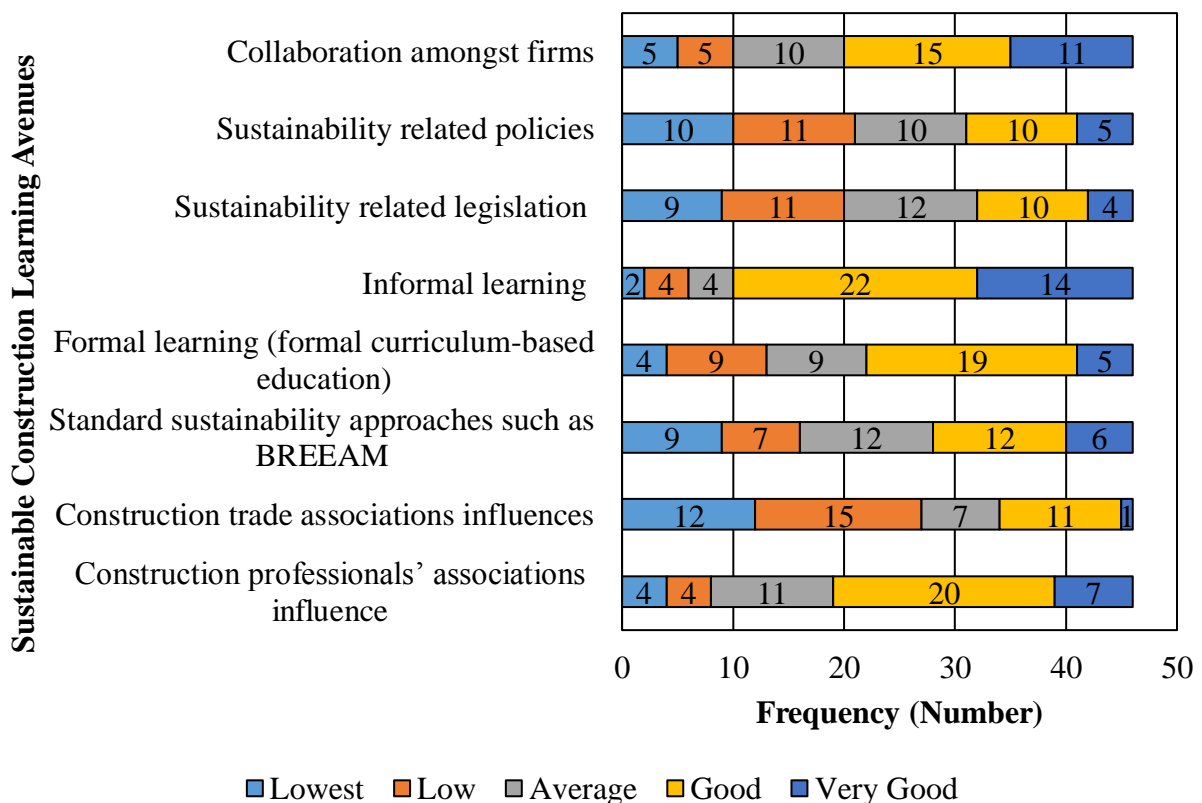 Sustainable Construction Learning Avenues
Collaboration amongst firms
5 5 10 15 11
Sustainability related policies
10 11 10 10 5
Sustainability related legislation
9 11 12 10 4
Informal learning
2 4 4 22 14
Formal learning (formal curriculum-based
education)
4 9 9 19 5
Standard sustainability approaches such as
BREEAM
9 7 12 12 6
Construction trade associations influences
12 15 7 11 1
Construction professionals’ associations
influence
4 4 11 20 7
0 10 20 30 40 50
Frequency (Number)
Lowest Low Average Good Very Good